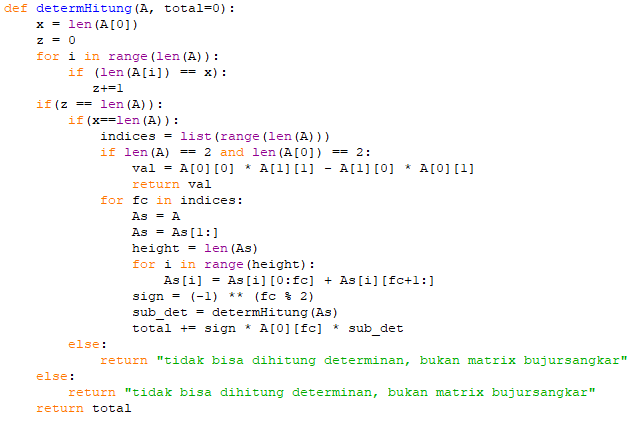 def determHitung(A, total=0):
    x = len(A[0])
    z = 0
    for i in range(len(A)):
        if (len(A[i]) == x):
           z+=1
    if(z == len(A)):
        if(x==len(A)):
            indices = list(range(len(A)))
            if len(A) == 2 and len(A[0]) == 2:
                val = A[0][0] * A[1][1] - A[1][0] * A[0][1]
                return val
            for fc in indices:
                As = A
                As = As[1:]
                height = len(As)
                for i in range(height):
                    As[i] = As[i][0:fc] + As[i][fc+1:]
                sign = (-1) ** (fc % 2)
                sub_det = determHitung(As)
                total += sign * A[0][fc] * sub_det
        else:
            return "tidak bisa dihitung determinan, bukan matrix bujursangkar"
    else:
        return "tidak bisa dihitung determinan, bukan matrix bujursangkar"
    return total